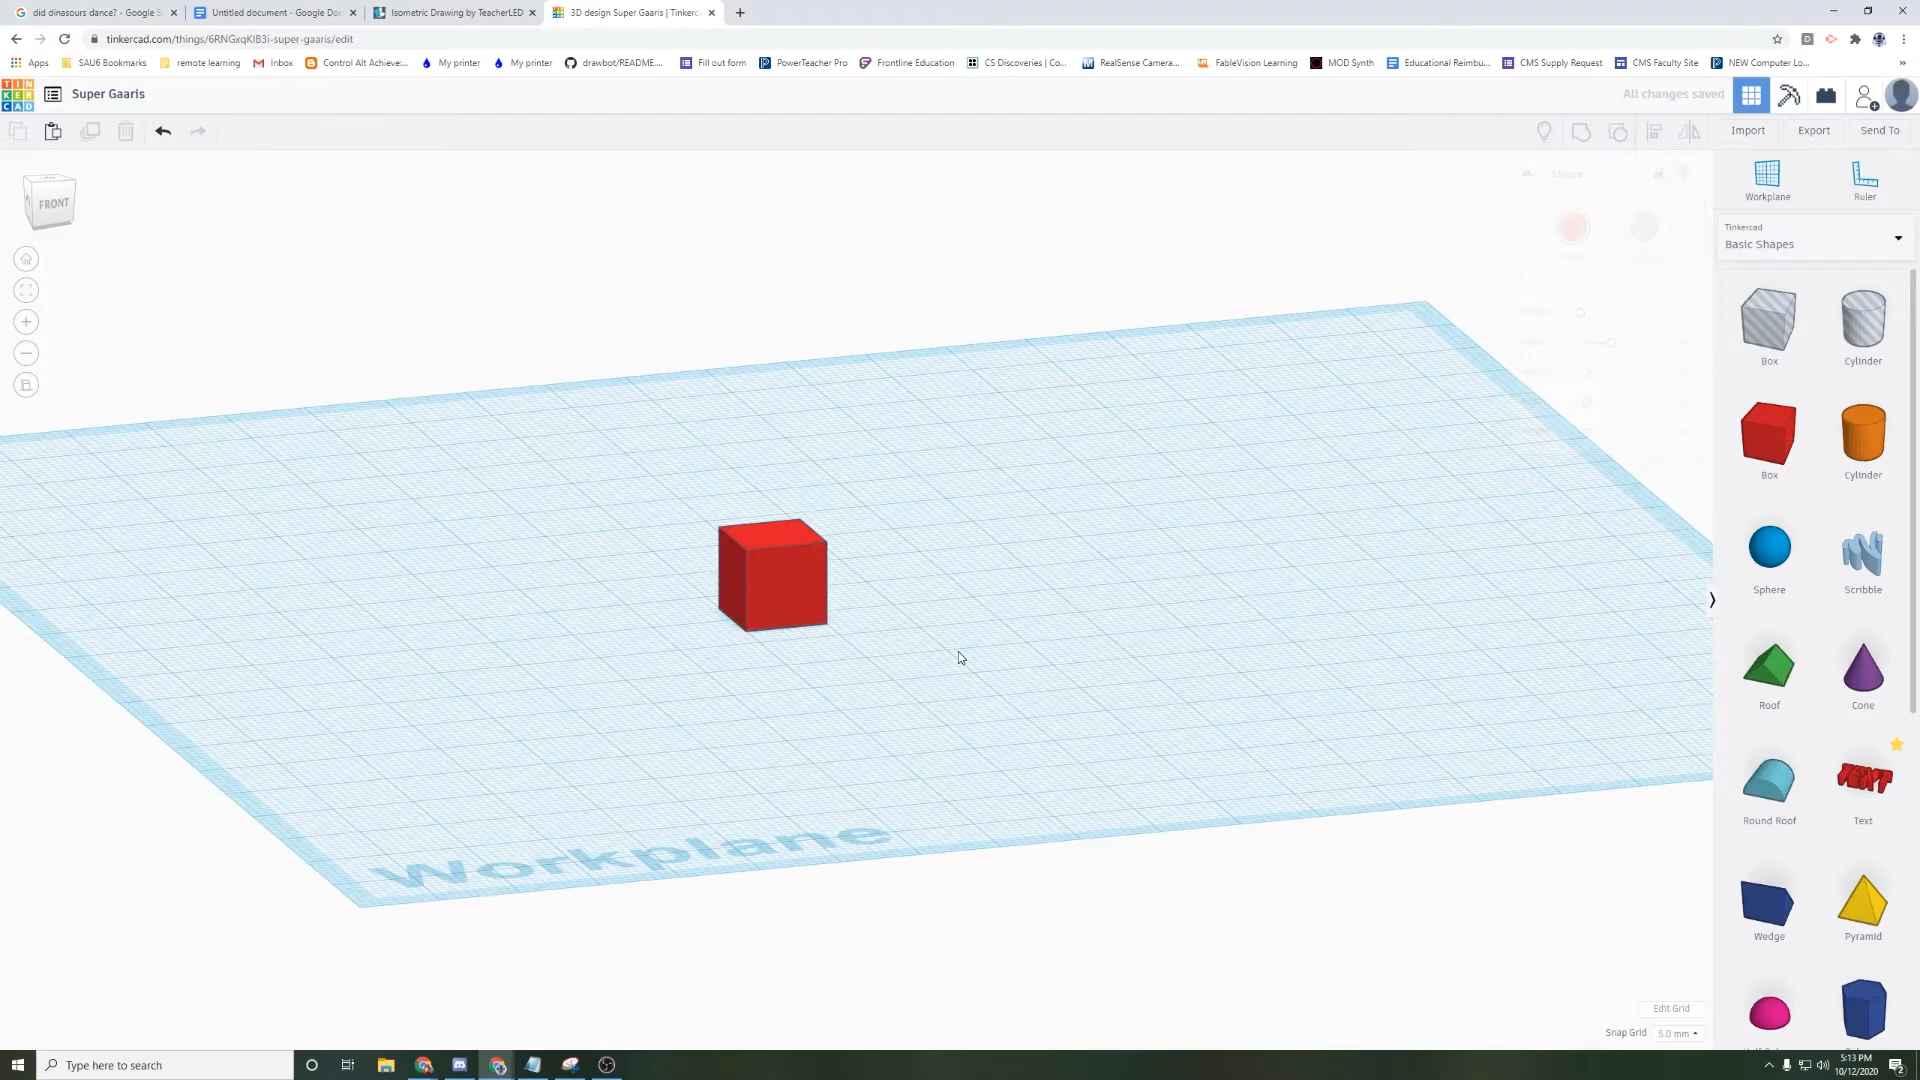 did dinasours dance? - Google S
Untitled document - Google Doc
Isometric Drawing by TeacherLED
3D design Super Gaaris | Tinkerc
tinkercad.com/things/6RNGxqKlB3i-super-gaaris/edit
Apps
SAU6 Bookmarks
remote learning
Inbox
Control Alt Achieve:...
My printer
My printer
drawbot/README....
Fill out form
PowerTeacher Pro
Frontline Education
CS Discoveries | Co...
RealSense Camera...
FableVision Learning
MOD Synth
Educational Reimbu...
CMS Supply Request
CMS Faculty Site
NEW Computer Lo...
TIN
KER
CAD
Super Gaaris
All changes saved
Import
Export
Send To
FRONT
Shape
Workplane
Ruler
Tinkercad
Basic Shapes
Box
Cylinder
Box
Cylinder
Sphere
Scribble
Roof
Cone
TEXT
Round Roof
Text
Wedge
Pyramid
Workplane
Edit Grid
Snap Grid
5.0 mm
Type here to search
5:13 PM
10/12/2020
2